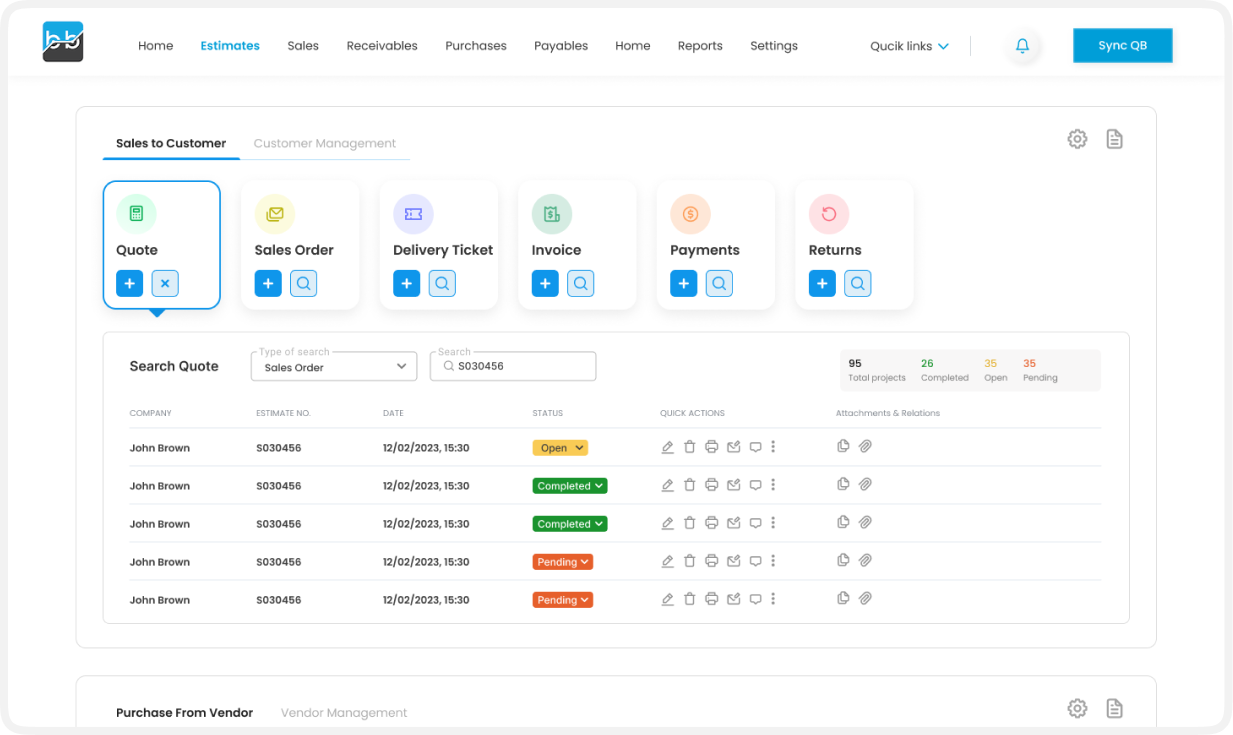 bb
Home Estimates Sales Receivables Purchases Payables Home Reports Settings Qucik links Sync QB
Sales to Customer Customer Management
Quote Sales Order Delivery Ticket Invoice Payments Returns
Search Quote
Type of search
Sales Order
Search
S030456
95 26 35 35
Total projects Completed Open Pending
COMPANY ESTIMATE NO. DATE STATUS QUICK ACTIONS Attachments & Relations
John Brown S030456 12/02/2023, 15:30 Open
John Brown S030456 12/02/2023, 15:30 Completed
John Brown S030456 12/02/2023, 15:30 Completed
John Brown S030456 12/02/2023, 15:30 Pending
John Brown S030456 12/02/2023, 15:30 Pending
Purchase From Vendor Vendor Management